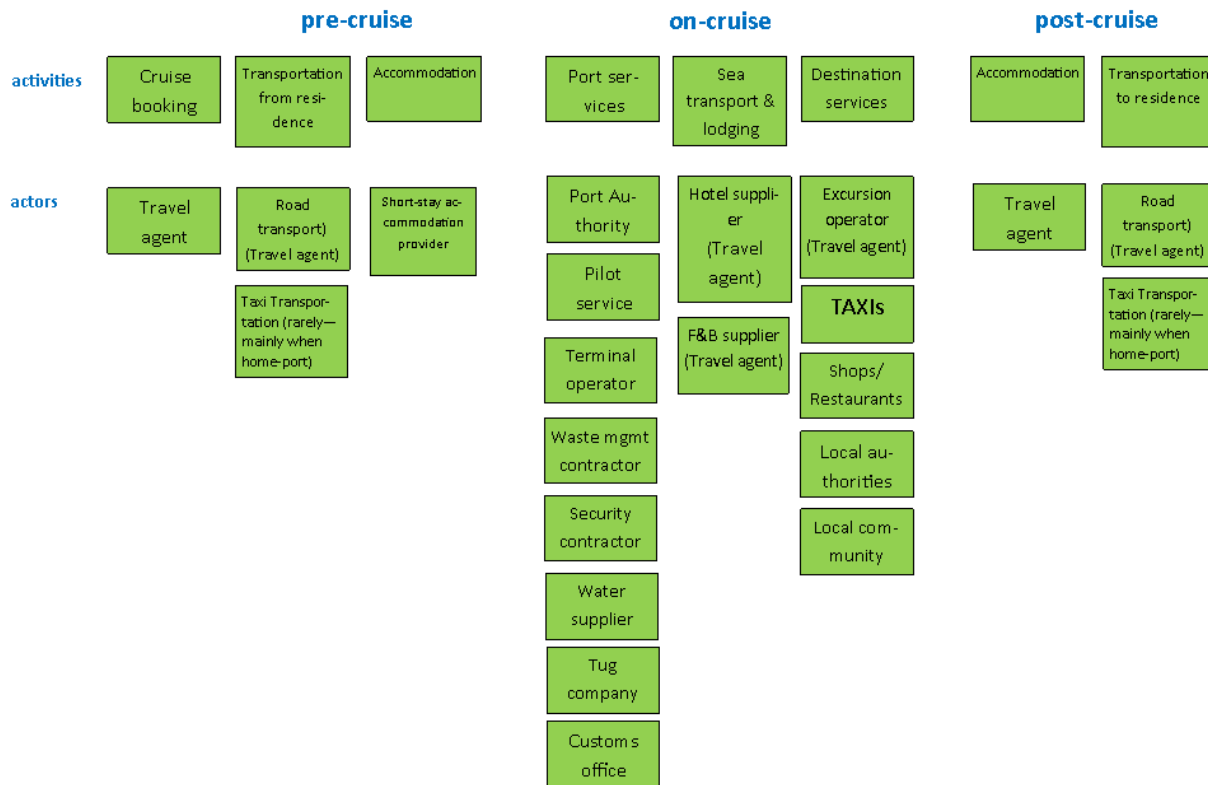 pre-cruise
on-cruise
post-cruise
activities
Cruise
booking
Transportation
from resi-
dence
Accommodation
Port ser-
vices
Sea
transport &
lodging
Destination
services
Accommodation
Transportation
to residence
actors
Travel
agent
Road
transport)
(Travel agent)
Taxi Transpor-
tation (rarely—
mainly when
home-port)
Short-stay ac-
commodation
provider
Port Au-
thority
Pilot
service
Terminal
operator
Waste mgmt
contractor
Security
contractor
Water
supplier
Tug
company
Customs
office
Hotel suppli-
er
(Travel
agent)
F&B supplier
(Travel agent)
Excursion
operator
(Travel agent)
TAXIs
Shops/
Restaurants
Local au-
thorities
Local com-
munity
Travel
agent
Road
transport)
(Travel agent)
Taxi Transpor-
tation (rarely—
mainly when
home-port)